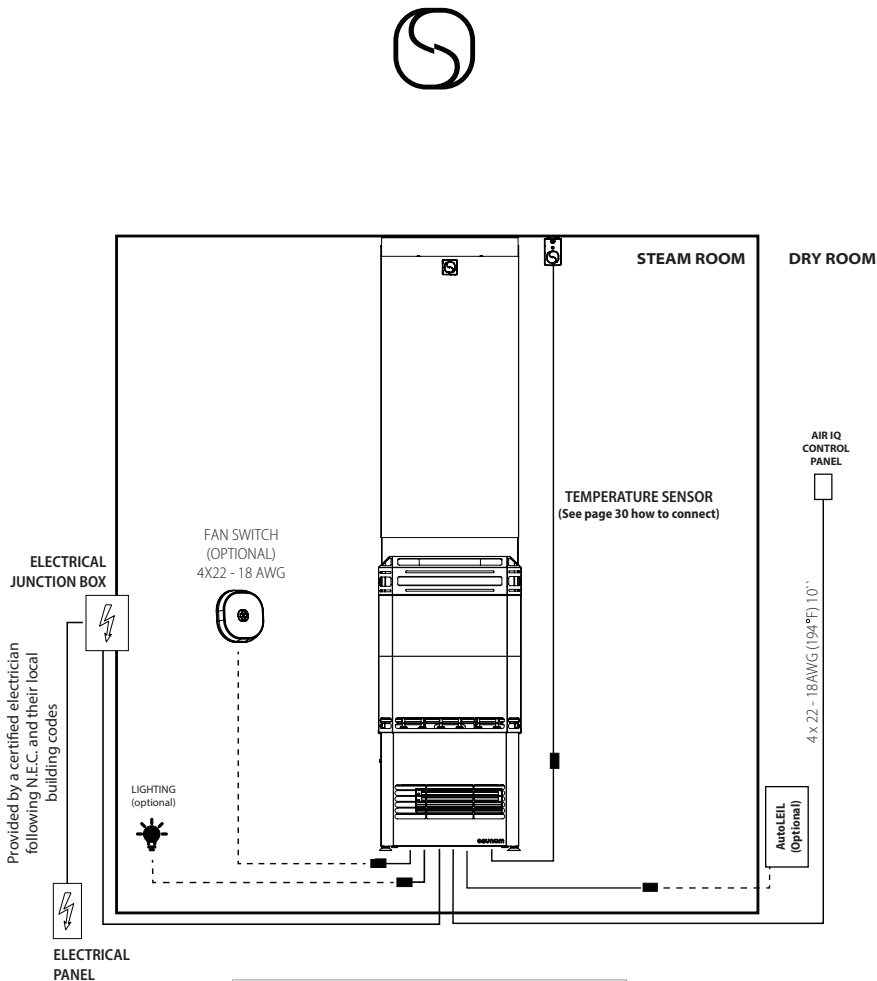 STEAM ROOM
DRY ROOM
AIR IQ
CONTROL
PANEL
TEMPERATURE SENSOR
(See page 30 how to connect)
FAN SWITCH
(OPTIONAL)
4X22 - 18 AWG
ELECTRICAL
JUNCTION BOX
Provided by a certified electrician
following N.E.C. and their local
building codes
LIGHTING
(optional)
4 x 22 - 18AWG (194°F) 10``
AutoLEIL
(Optional)
saunum
ELECTRICAL
PANEL